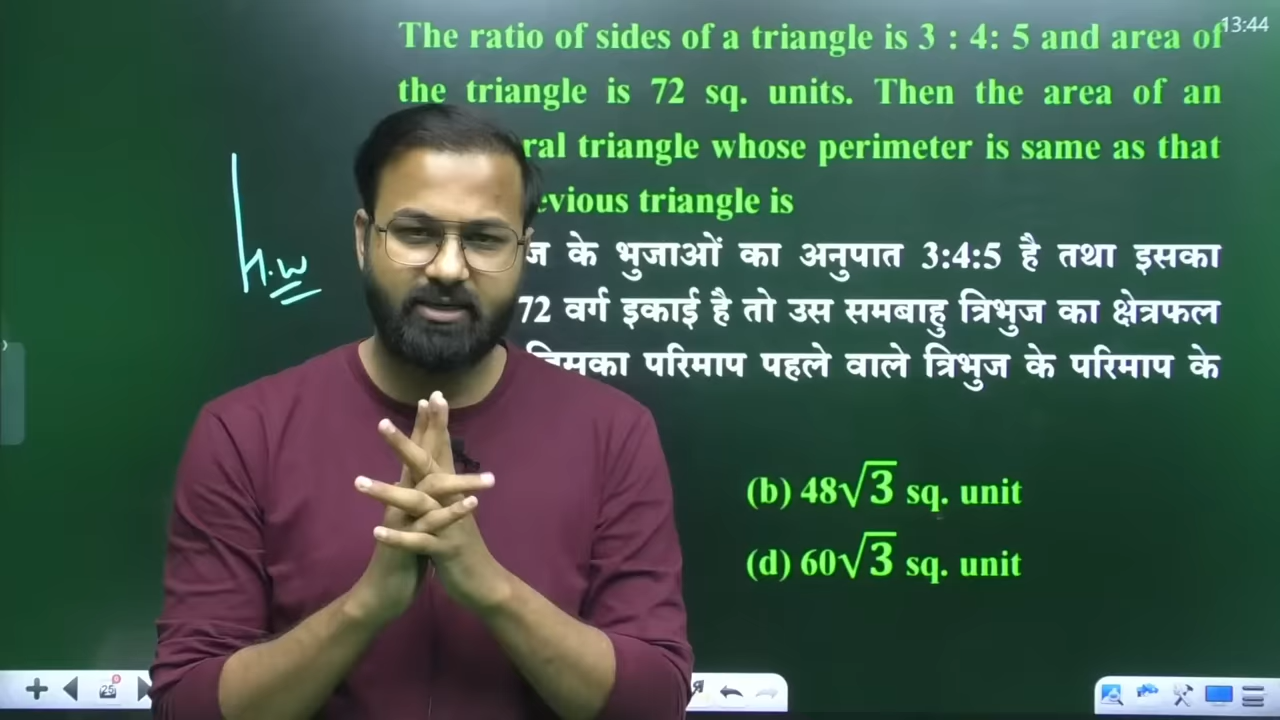 13:44
The ratio of sides of a triangle is 3 : 4: 5 and area of
the triangle is 72 sq. units. Then the area of an
triangle whose perimeter is same as that
triangle is
के भुजाओं का अनुपात 3:4:5 है तथा इसका
72 वर्ग इकाई है तो उस समबाहु त्रिभुज का क्षेत्रफल
परिमाप पहले वाले त्रिभुज के परिमाप के
H.W
(b) 48√3 sq. unit
(d) 60√3 sq. unit
25